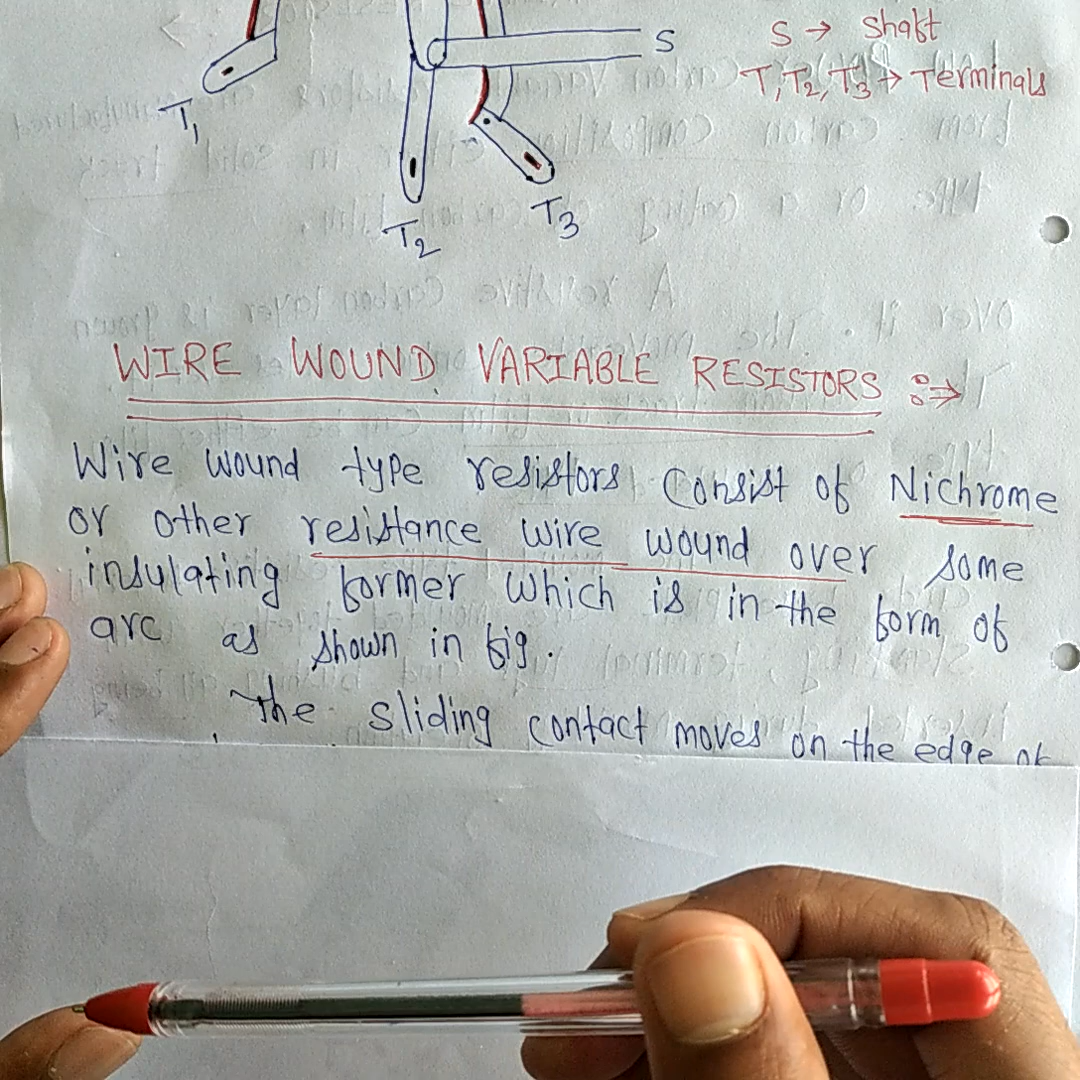 S
S → Shaft
T1, T2, T3 → Terminals
T1
T2
T3
WIRE WOUND VARIABLE RESISTORS :⇒
Wire wound type resistors Consist of Nichrome
or other resistance wire wound over some
insulating former which is in the form of
arc as shown in fig.
The sliding contact moves on the edge of